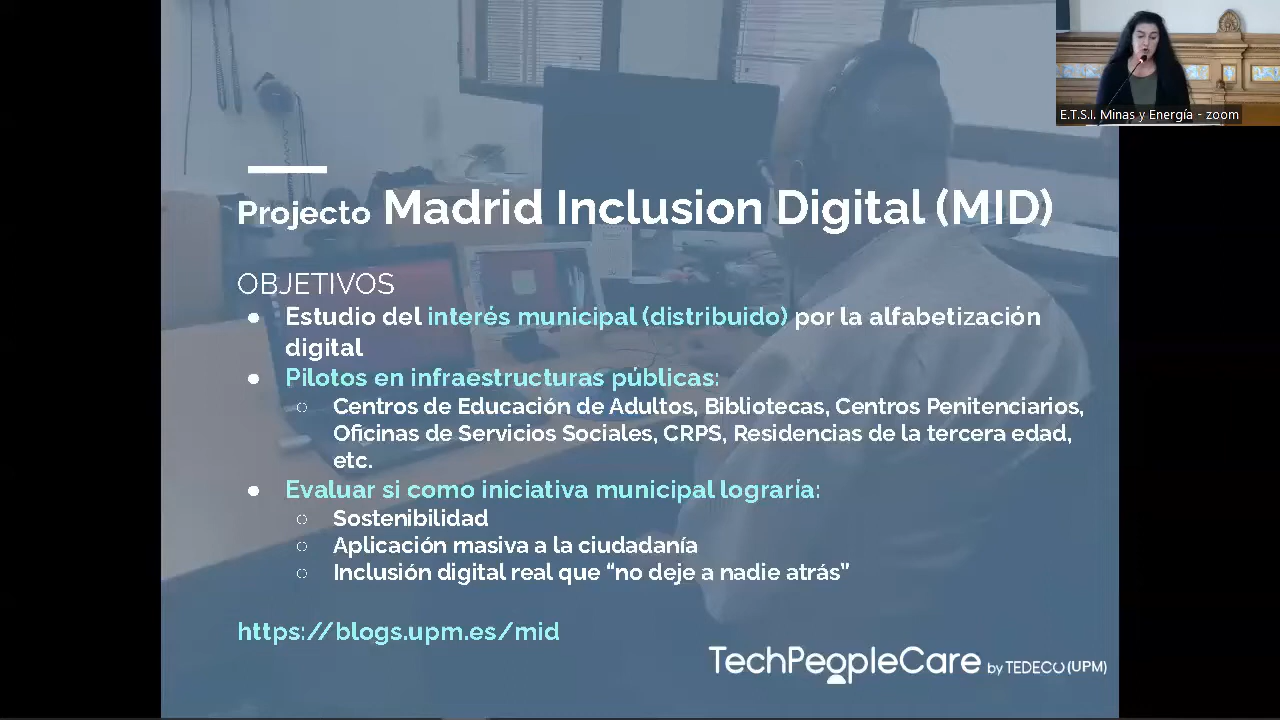 E.T.S.I. Minas y Energía - zoom
Projecto Madrid Inclusion Digital (MID)
OBJETIVOS
● Estudio del interés municipal (distribuido) por la alfabetización
digital
● Pilotos en infraestructuras públicas:
○ Centros de Educación de Adultos, Bibliotecas, Centros Penitenciarios,
Oficinas de Servicios Sociales, CRPS, Residencias de la tercera edad,
etc.
● Evaluar si como iniciativa municipal lograría:
○ Sostenibilidad
○ Aplicación masiva a la ciudadanía
○ Inclusión digital real que “no deje a nadie atrás”
https://blogs.upm.es/mid
TechPeopleCare by TEDECO (UPM)